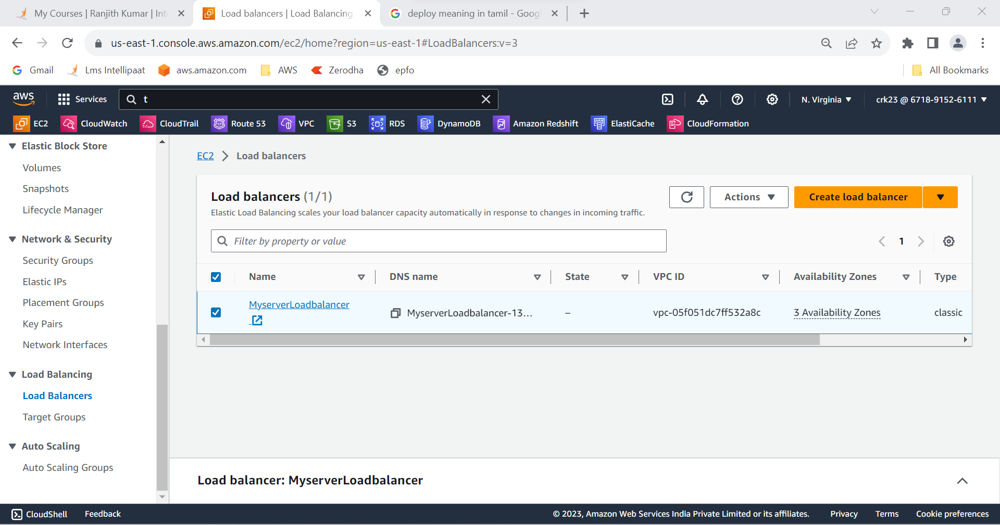 My Courses | Ranjith Kumar | Int
Load balancers | Load Balancing
deploy meaning in tamil - Googl
us-east-1.console.aws.amazon.com/ec2/home?region=us-east-1#LoadBalancers:v=3
Gmail
Lms Intellipaat
aws.amazon.com
AWS
Zerodha
epfo
All Bookmarks
aws
Services
t
N. Virginia
crk23 @ 6718-9152-6111
EC2
CloudWatch
CloudTrail
Route 53
VPC
S3
RDS
DynamoDB
Amazon Redshift
ElastiCache
CloudFormation
Elastic Block Store
Volumes
Snapshots
Lifecycle Manager
Network & Security
Security Groups
Elastic IPs
Placement Groups
Key Pairs
Network Interfaces
Load Balancing
Load Balancers
Target Groups
Auto Scaling
Auto Scaling Groups
EC2 > Load balancers
Load balancers (1/1)
Elastic Load Balancing scales your load balancer capacity automatically in response to changes in incoming traffic.
Actions
Create load balancer
Filter by property or value
1
Name
DNS name
State
VPC ID
Availability Zones
Type
MyserverLoadbalancer
MyserverLoadbalancer-13...
–
vpc-05f051dc7ff532a8c
3 Availability Zones
classic
Load balancer: MyserverLoadbalancer
CloudShell
Feedback
© 2023, Amazon Web Services India Private Limited or its affiliates.
Privacy
Terms
Cookie preferences